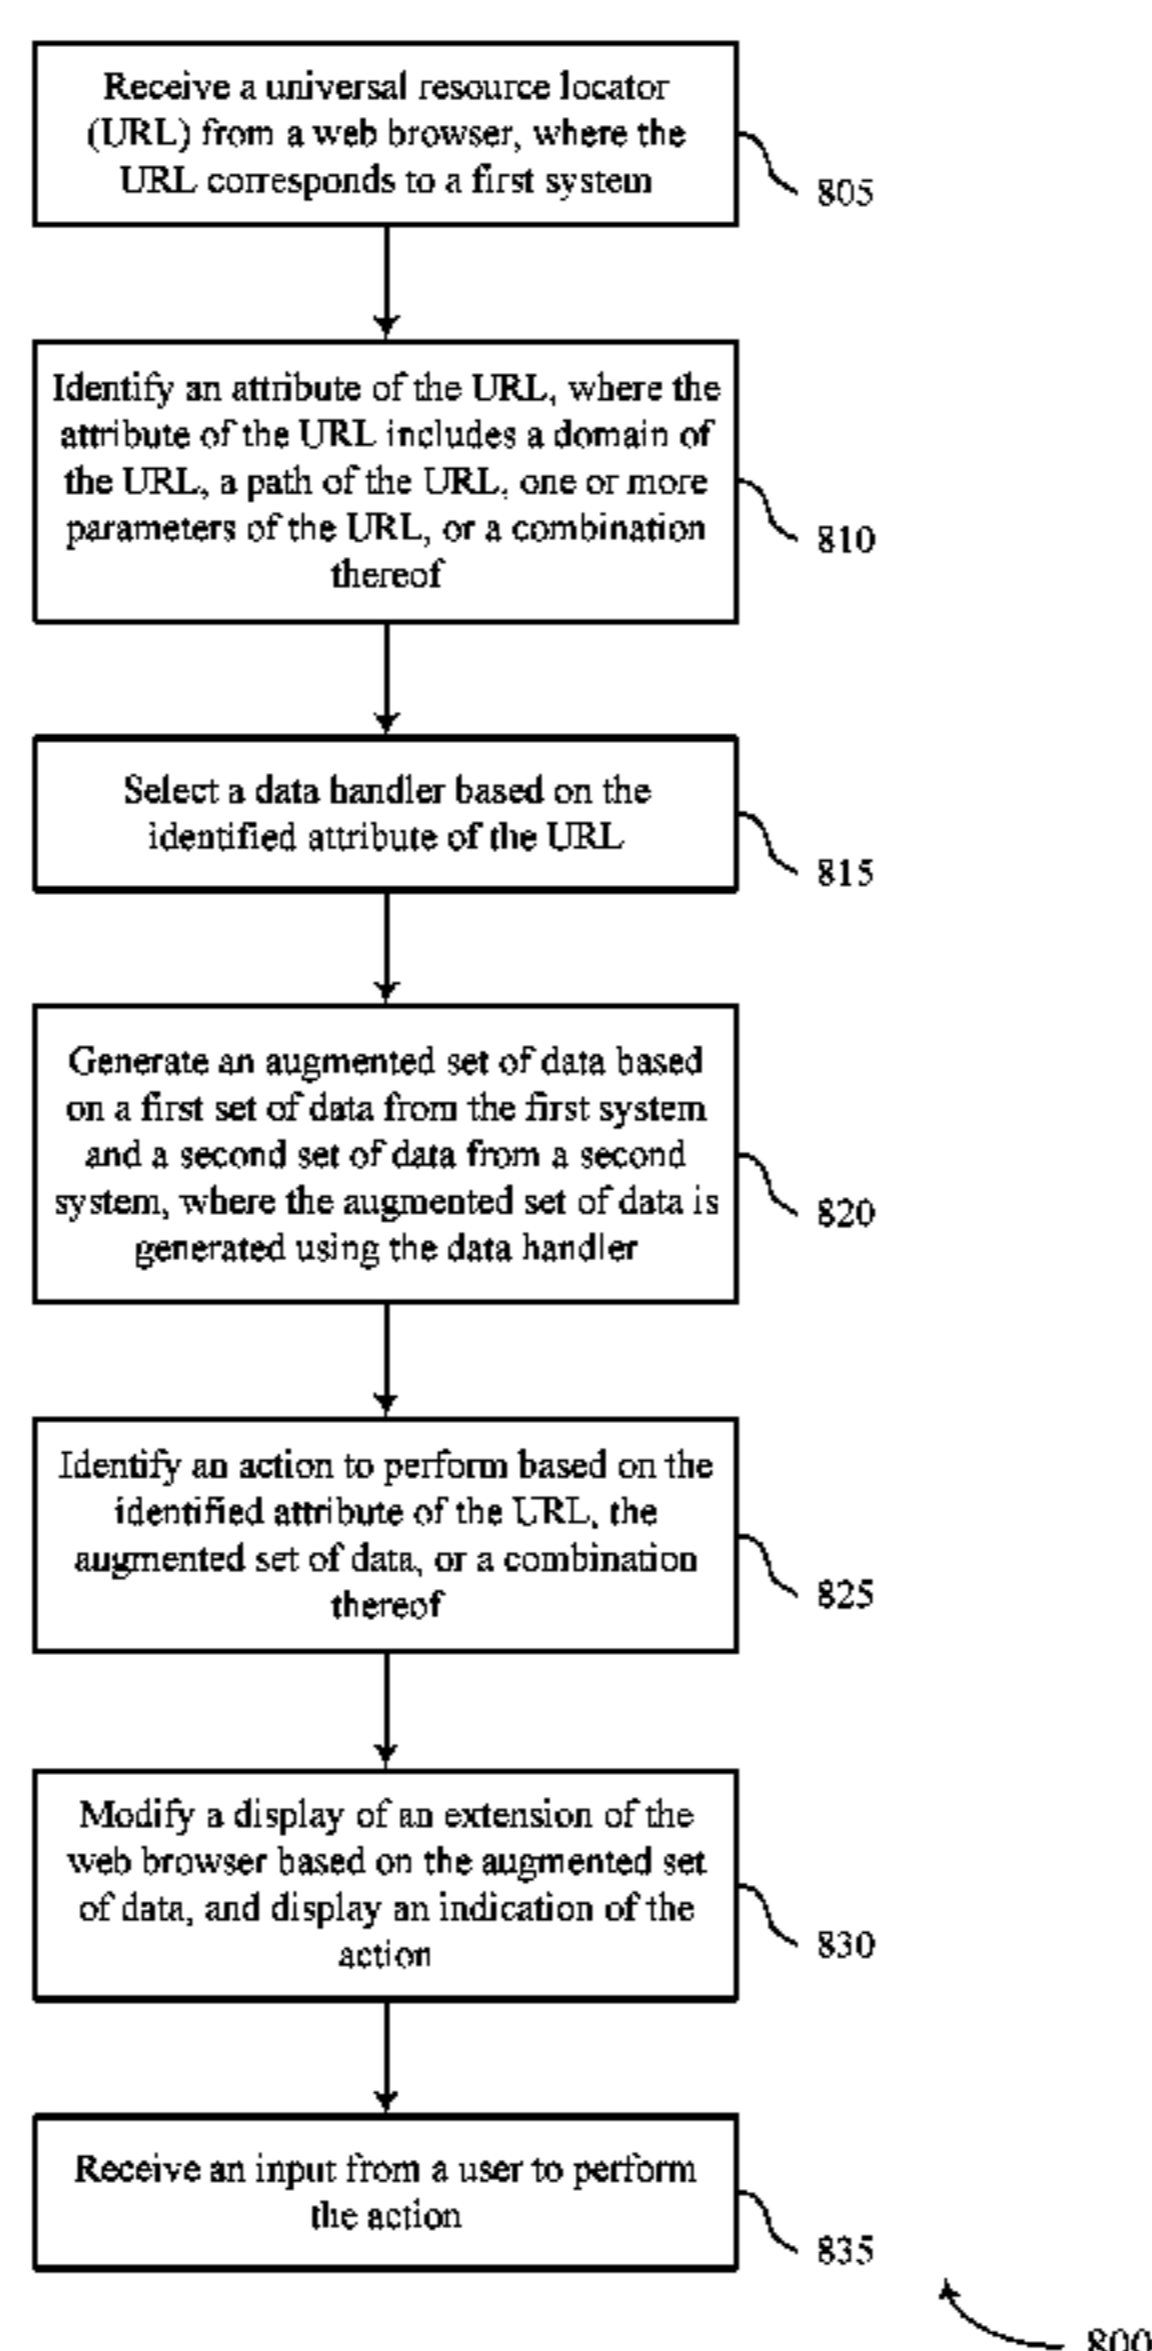 Receive a universal resource locator
(URL) from a web browser, where the
URL corresponds to a first system
805
Identify an attribute of the URL, where the
attribute of the URL includes a domain of
the URL, a path of the URL, one or more
parameters of the URL, or a combination
thereof
810
Select a data handler based on the
identified attribute of the URL
815
Generate an augmented set of data based
on a first set of data from the first system
and a second set of data from a second
system, where the augmented set of data is
generated using the data handler
820
Identify an action to perform based on the
identified attribute of the URL, the
augmented set of data, or a combination
thereof
825
Modify a display of an extension of the
web browser based on the augmented set
of data, and display an indication of the
action
830
Receive an input from a user to perform
the action
835
800